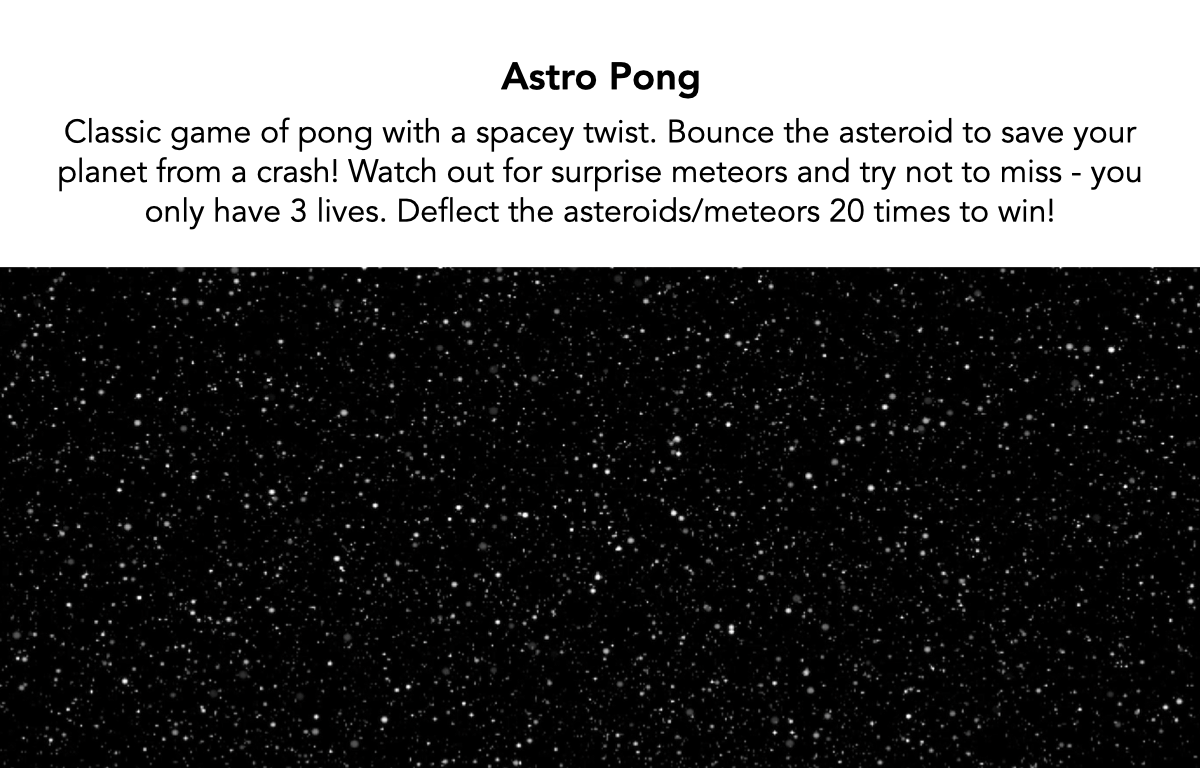 Astro Pong
Classic game of pong with a spacey twist. Bounce the asteroid to save your
planet from a crash! Watch out for surprise meteors and try not to miss - you
only have 3 lives. Deflect the asteroids/meteors 20 times to win!